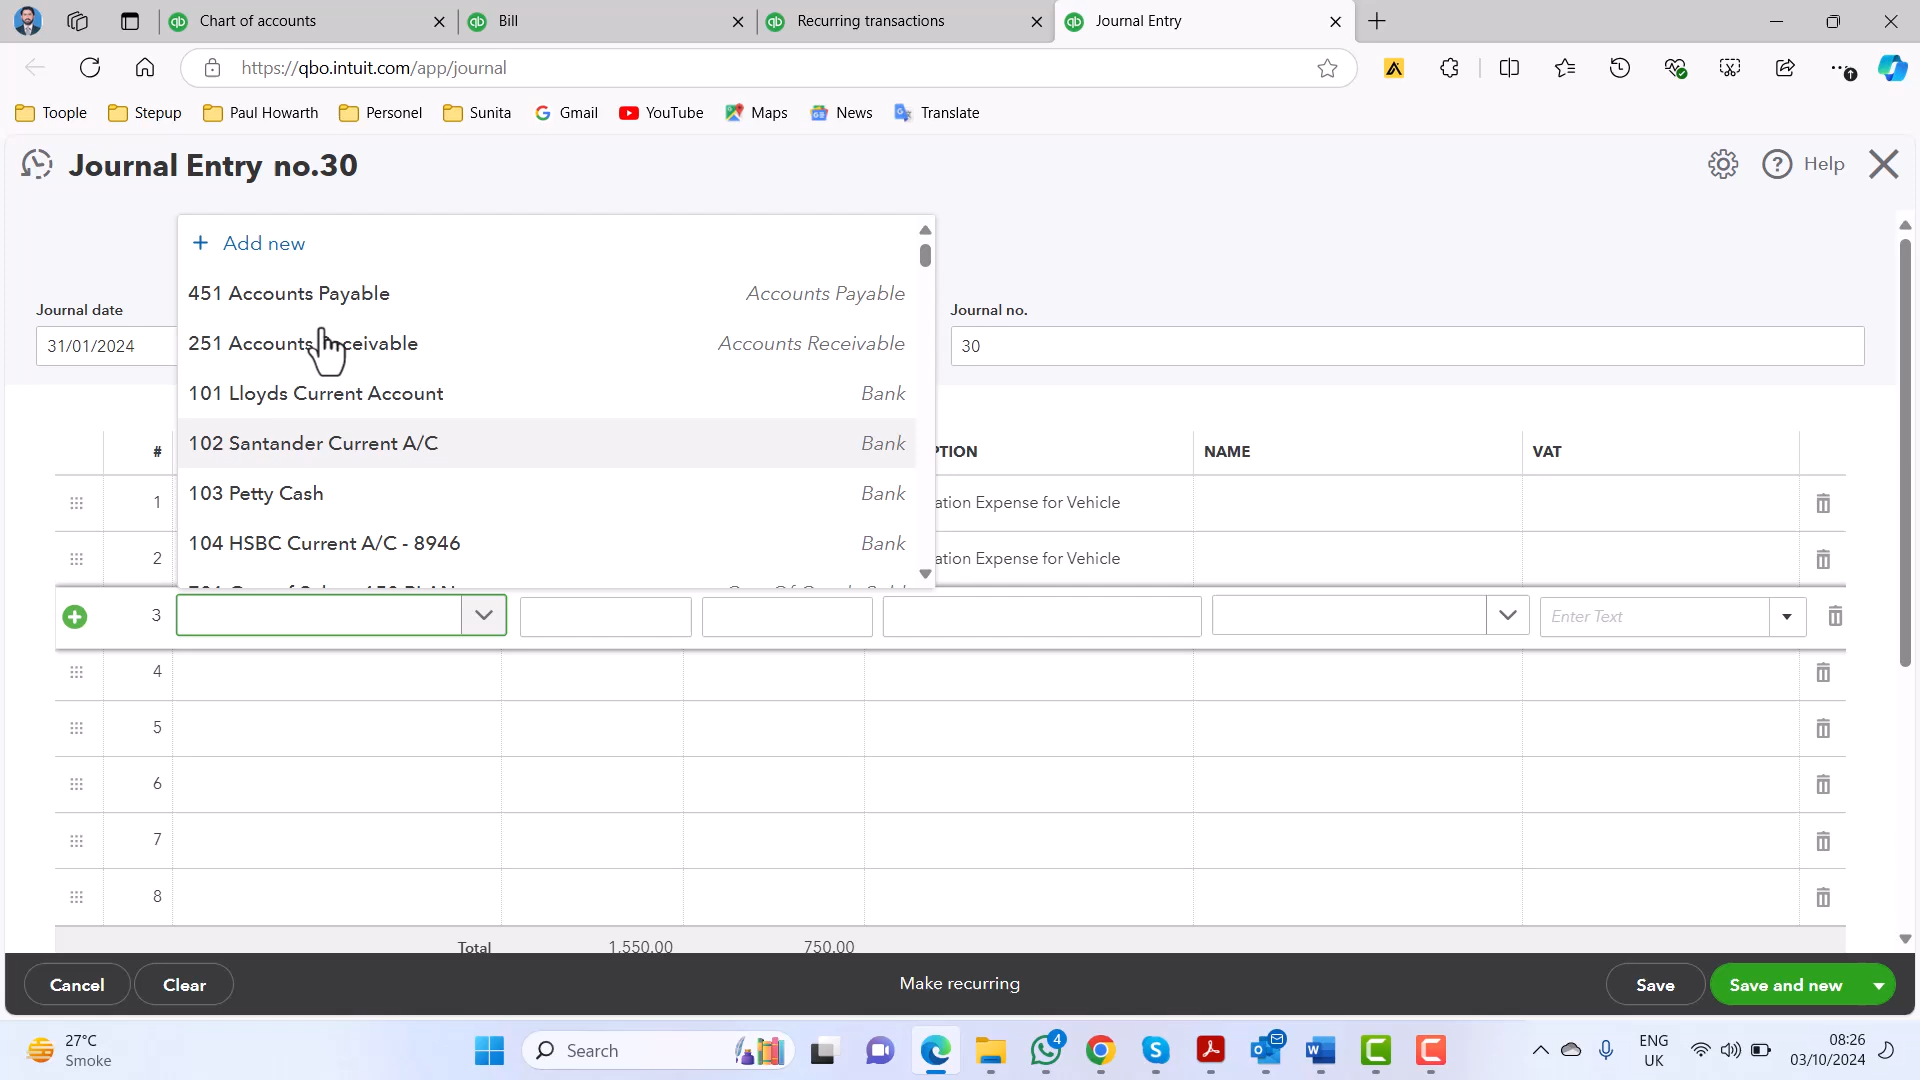 Chart of accounts
Bill
Recurring transactions
Journal Entry
https://qbo.intuit.com/app/journal
Toople
Stepup
Paul Howarth
Personel
Sunita
Gmail
YouTube
Maps
News
Translate
Journal Entry no.30
Help
+ Add new
451 Accounts Payable Accounts Payable
Journal date
Journal no.
31/01/2024
251 Accounts Receivable Accounts Receivable
30
101 Lloyds Current Account Bank
102 Santander Current A/C Bank
# PTION NAME VAT
103 Petty Cash Bank
1 ation Expense for Vehicle
104 HSBC Current A/C - 8946 Bank
2 ation Expense for Vehicle
3 Enter Text
4
5
6
7
8
Total 1,550.00 750.00
Cancel
Clear
Make recurring
Save
Save and new
27°C
Smoke
Search
4
ENG
UK
08:26
03/10/2024